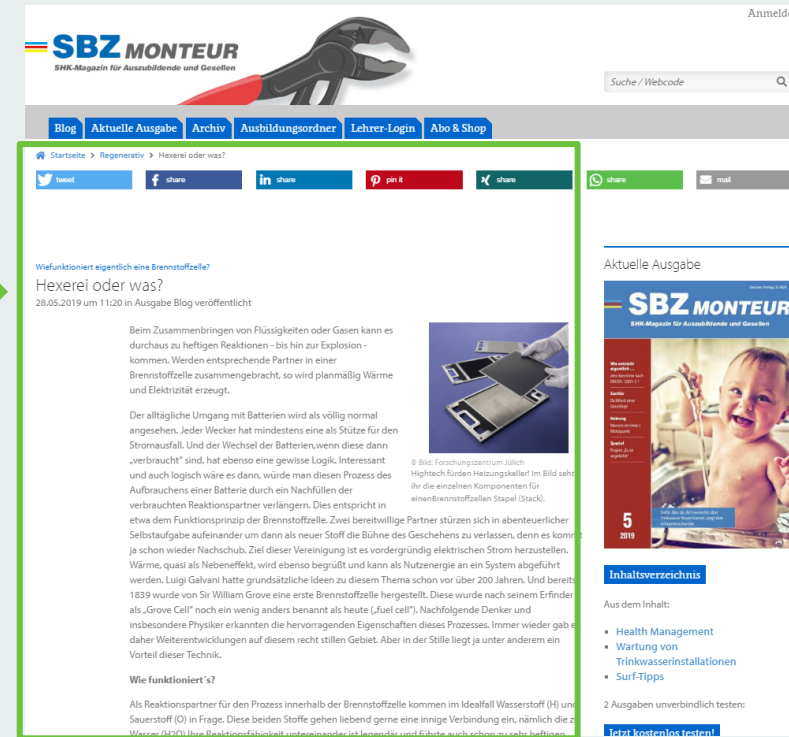 Anmelde
SBZ MONTEUR
SHK-Magazin für Auszubildende und Gesellen
Suche / Webcode
Blog Aktuelle Ausgabe Archiv Ausbildungsordner Lehrer-Login Abo & Shop
Startseite > Regenerativ > Hexerei oder was?
tweet share share pin it share share mail
Wiefunktioniert eigentlich eine Brennstoffzelle?
Hexerei oder was?
28.05.2019 um 11:20 in Ausgabe Blog veröffentlicht
Beim Zusammenbringen von Flüssigkeiten oder Gasen kann es
durchaus zu heftigen Reaktionen - bis hin zur Explosion -
kommen. Werden entsprechende Partner in einer
Brennstoffzelle zusammengebracht, so wird planmäßig Wärme
und Elektrizität erzeugt.
Der alltägliche Umgang mit Batterien wird als völlig normal
angesehen. Jeder Wecker hat mindestens eine als Stütze für den
Stromausfall. Und der Wechsel der Batterien,wenn diese dann
„verbraucht“ sind, hat ebenso eine gewisse Logik. Interessant
und auch logisch wäre es dann, würde man diesen Prozess des
Aufbrauchens einer Batterie durch ein Nachfüllen der
verbrauchten Reaktionspartner verlängern. Dies entspricht in
© Bild: Forschungszentrum Jülich
Hightech fürden Heizungskeller! Im Bild seht
ihr die einzelnen Komponenten für
einenBrennstoffzellen Stapel (Stack).
etwa dem Funktionsprinzip der Brennstoffzelle. Zwei bereitwillige Partner stürzen sich in abenteuerlicher
Selbstaufgabe aufeinander um dann als neuer Stoff die Bühne des Geschehens zu verlassen, denn es kommt
ja schon wieder Nachschub. Ziel dieser Vereinigung ist es vordergründig elektrischen Strom herzustellen.
Wärme, quasi als Nebeneffekt, wird ebenso begrüßt und kann als Nutzenergie an ein System abgeführt
werden. Luigi Galvani hatte grundsätzliche Ideen zu diesem Thema schon vor über 200 Jahren. Und bereits
1839 wurde von Sir William Grove eine erste Brennstoffzelle hergestellt. Diese wurde nach seinem Erfinder
als „Grove Cell“ noch ein wenig anders benannt als heute („fuel cell“). Nachfolgende Denker und
insbesondere Physiker erkannten die hervorragenden Eigenschaften dieses Prozesses. Immer wieder gab e
daher Weiterentwicklungen auf diesem recht stillen Gebiet. Aber in der Stille liegt ja unter anderem ein
Vorteil dieser Technik.
Wie funktioniert´s?
Als Reaktionspartner für den Prozess innerhalb der Brennstoffzelle kommen im Idealfall Wasserstoff (H) und
Sauerstoff (O) in Frage. Diese beiden Stoffe gehen liebend gerne eine innige Verbindung ein, nämlich die z
Wasser (H2O) Ihre Reaktionsfähigkeit untereinander ist legendär und führte auch schon zu sehr heftigen
Aktuelle Ausgabe
SBZ MONTEUR
SHK-Magazin für Auszubildende und Gesellen
5
2019
Inhaltsverzeichnis
Aus dem Inhalt:
Health Management
Wartung von
Trinkwasserinstallationen
Surf-Tipps
2 Ausgaben unverbindlich testen:
Jetzt kostenlos testen!